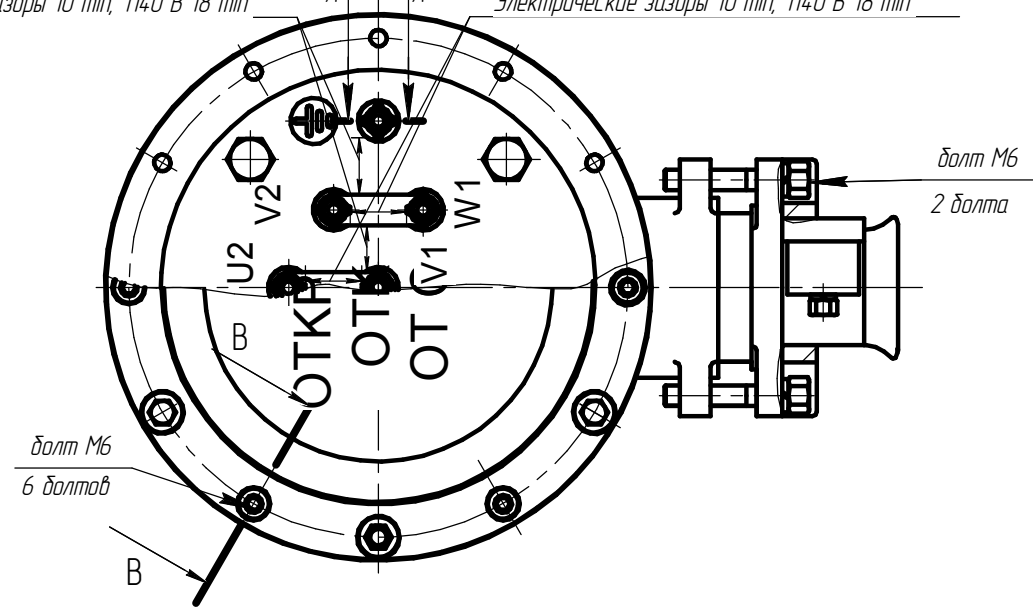 зазоры 10 min, 1140 В 18 min
Электрические зазоры 10 min, 1140 В 18 min
болт М6
2 болта
V2
W1
U2
V1
ОТКР
ОТ
ОТ
В
болт М6
6 болтов
В